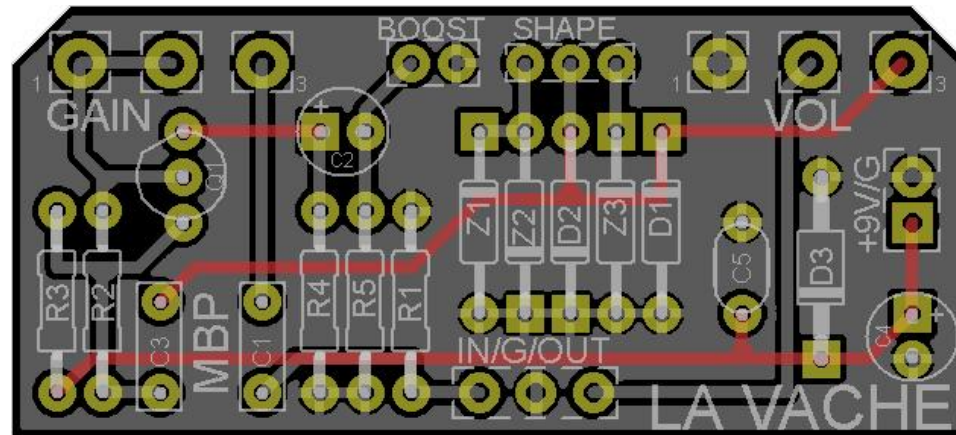 BOOST SHAPE
1 3 1 3
GAIN VOL
+
C2
Q1
+9V/G
Z1 Z2 D2 Z3 D1
C5 D3
R3 R2 C3 MBP C1 R4 R5 R1
C4 +
IN/G/OUT
LA VACHE